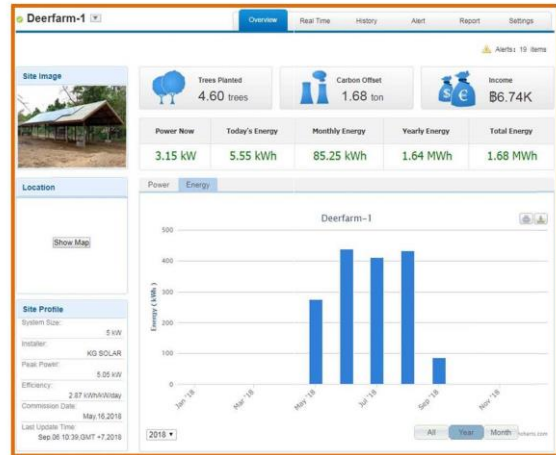 Deerfarm-1
Overview
Real Time
History
Alert
Report
Settings
Alerts: 19 items
Site Image
Trees Planted
4.60 trees
Carbon Offset
1.68 ton
Income
฿6.74K
Power Now
Today's Energy
Monthly Energy
Yearly Energy
Total Energy
3.15 kW
5.55 kWh
85.25 kWh
1.64 MWh
1.68 MWh
Location
Show Map
Power
Energy
Deerfarm-1
Energy ( kWh )
500
400
300
200
100
0
Jan '18
Mar '18
May '18
Jul '18
Sep '18
Nov '18
2018
All
Year
Month
Site Profile
System Size:
5 kW
Installer:
KG SOLAR
Peak Power:
5.05 kW
Efficiency:
2.87 kWh/kW/day
Commission Date:
May,16,2018
Last Update Time:
Sep.06 10:39,GMT +7,2018